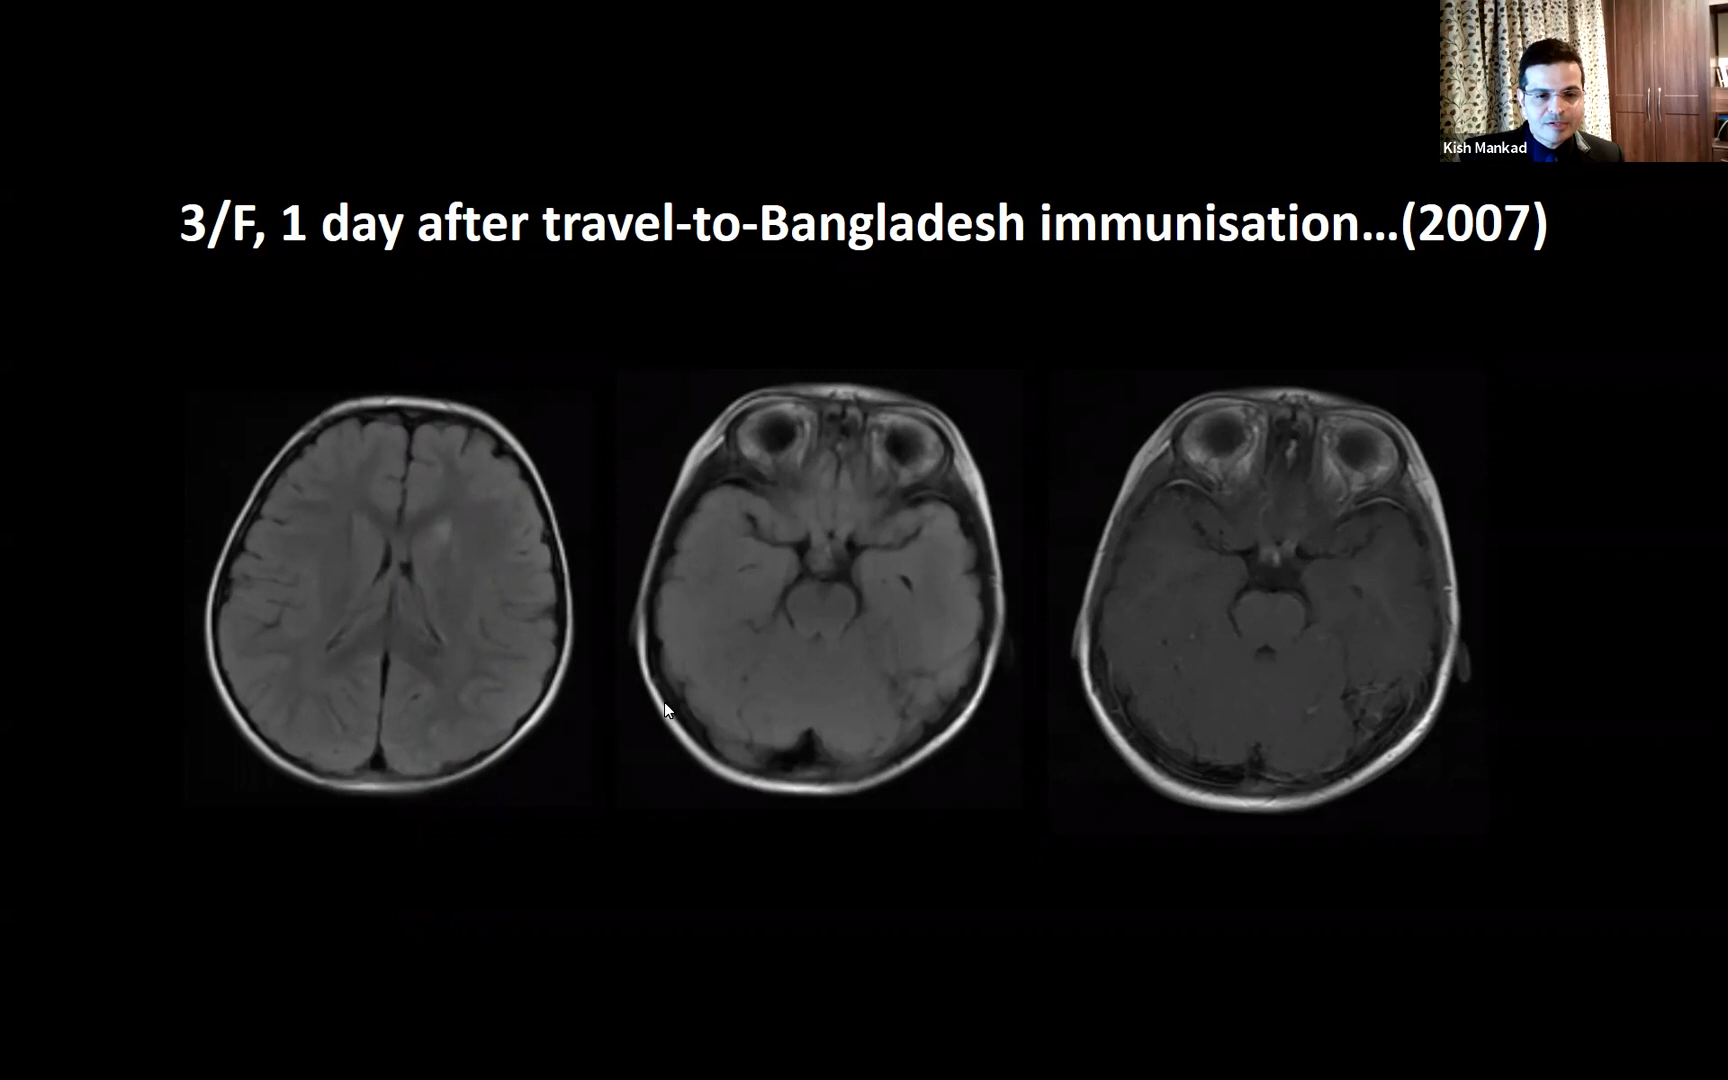 Kish Mankad
3/F, 1 day after travel-to-Bangladesh immunisation...(2007)